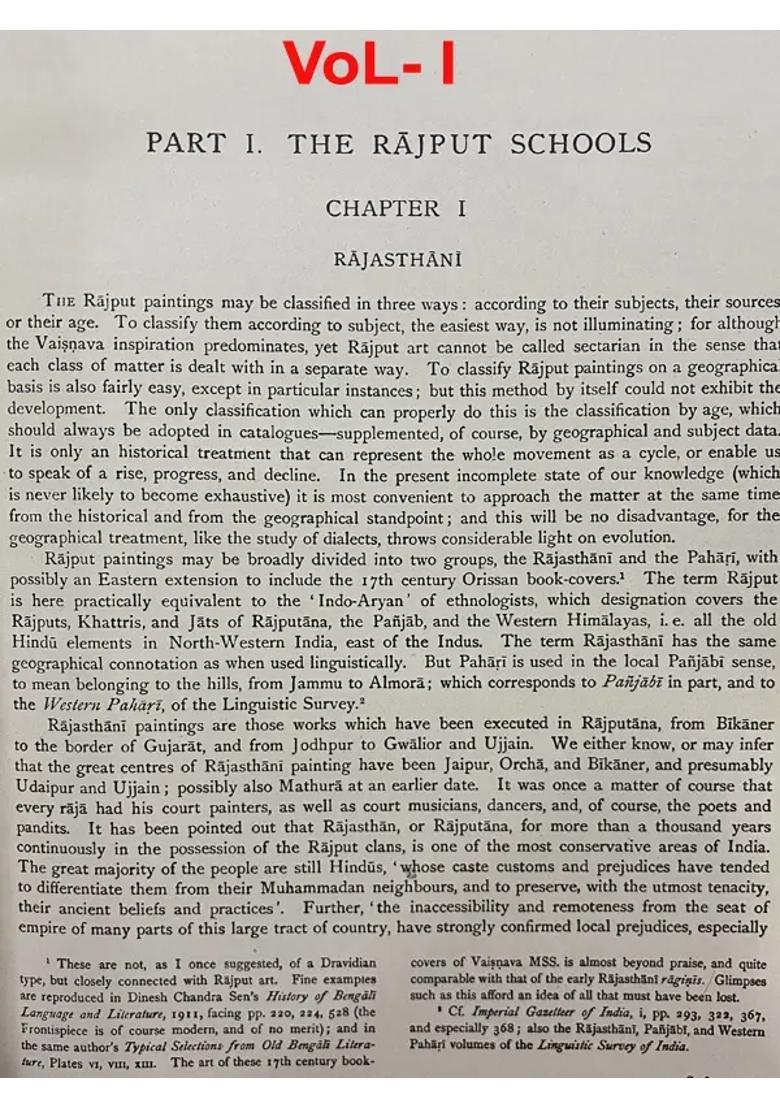 VoL- I
PART I. THE RĀJPUT SCHOOLS
CHAPTER I
RĀJASTHĀNĪ
THE Rājput paintings may be classified in three ways: according to their subjects, their sources
or their age. To classify them according to subject, the easiest way, is not illuminating; for although
the Vaiṣṇava inspiration predominates, yet Rājput art cannot be called sectarian in the sense that
each class of matter is dealt with in a separate way. To classify Rājput paintings on a geographica
basis is also fairly easy, except in particular instances; but this method by itself could not exhibit the
development. The only classification which can properly do this is the classification by age, which
should always be adopted in catalogues—supplemented, of course, by geographical and subject data.
It is only an historical treatment that can represent the whole movement as a cycle, or enable us
to speak of a rise, progress, and decline. In the present incomplete state of our knowledge (which
is never likely to become exhaustive) it is most convenient to approach the matter at the same time
from the historical and from the geographical standpoint; and this will be no disadvantage, for the
geographical treatment, like the study of dialects, throws considerable light on evolution.
Rājput paintings may be broadly divided into two groups, the Rājasthānī and the Pahāṛī, with
possibly an Eastern extension to include the 17th century Orissan book-covers.¹ The term Rājput
is here practically equivalent to the ‘Indo-Aryan’ of ethnologists, which designation covers the
Rājputs, Khattris, and Jāts of Rājputāna, the Pañjāb, and the Western Himālayas, i. e. all the old
Hindū elements in North-Western India, east of the Indus. The term Rājasthānī has the same
geographical connotation as when used linguistically. But Pahāṛī is used in the local Pañjābī sense,
to mean belonging to the hills, from Jammu to Almorā; which corresponds to Pañjābī in part, and to
the Western Pahāṛī, of the Linguistic Survey.²
Rājasthānī paintings are those works which have been executed in Rājputāna, from Bīkāner
to the border of Gujarāt, and from Jodhpur to Gwālior and Ujjain. We either know, or may infer
that the great centres of Rājasthānī painting have been Jaipur, Orchā, and Bīkāner, and presumably
Udaipur and Ujjain; possibly also Mathurā at an earlier date. It was once a matter of course that
every rājā had his court painters, as well as court musicians, dancers, and, of course, the poets and
pandits. It has been pointed out that Rājasthān, or Rājputāna, for more than a thousand years
continuously in the possession of the Rājput clans, is one of the most conservative areas of India.
The great majority of the people are still Hindūs, ‘whose caste customs and prejudices have tended
to differentiate them from their Muhammadan neighbours, and to preserve, with the utmost tenacity,
their ancient beliefs and practices’. Further, ‘the inaccessibility and remoteness from the seat of
empire of many parts of this large tract of country, have strongly confirmed local prejudices, especially
¹ These are not, as I once suggested, of a Dravidian
type, but closely connected with Rājput art. Fine examples
are reproduced in Dinesh Chandra Sen's History of Bengālī
Language and Literature, 1911, facing pp. 220, 224, 528 (the
Frontispiece is of course modern, and of no merit); and in
the same author's Typical Selections from Old Bengālī Litera-
ture, Plates VI, VIII, XIII. The art of these 17th century book-
covers of Vaiṣṇava MSS. is almost beyond praise, and quite
comparable with that of the early Rājasthānī rāginīs. Glimpses
such as this afford an idea of all that must have been lost.
² Cf. Imperial Gazetteer of India, i, pp. 293, 322, 367,
and especially 368; also the Rājasthānī, Pañjābī, and Western
Pahārī volumes of the Linguistic Survey of India.